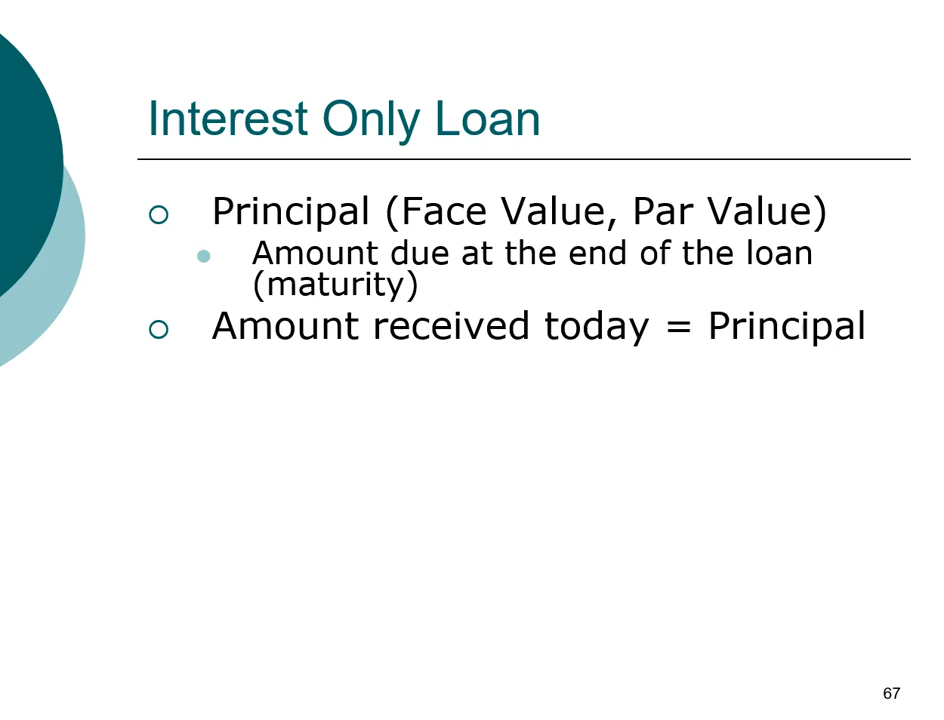 Interest Only Loan
Principal (Face Value, Par Value)
Amount due at the end of the loan
(maturity)
Amount received today = Principal
67